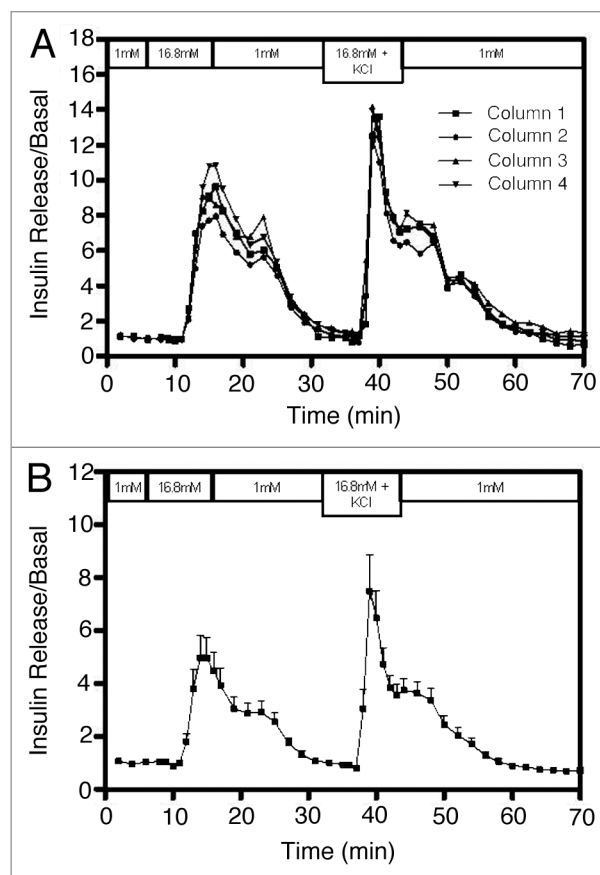 A
1mM 16.8mM 1mM 16.8mM + KCl 1mM
18
16
14
12
10
8
6
4
2
0
Insulin Release/Basal
Column 1
Column 2
Column 3
Column 4
0 10 20 30 40 50 60 70
Time (min)
B
1mM 16.8mM 1mM 16.8mM + KCl 1mM
12
10
8
6
4
2
0
Insulin Release/Basal
0 10 20 30 40 50 60 70
Time (min)